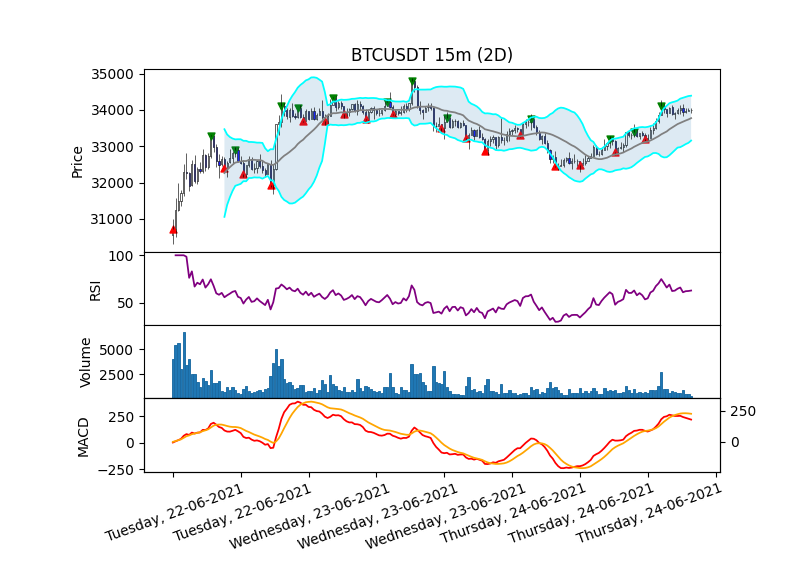 BTCUSDT 15m (2D)
35000
34000
33000
32000
31000
Price
100
50
RSI
5000
2500
Volume
250
0
−250
MACD
250
0
Tuesday, 22-06-2021
Tuesday, 22-06-2021
Wednesday, 23-06-2021
Wednesday, 23-06-2021
Wednesday, 23-06-2021
Thursday, 24-06-2021
Thursday, 24-06-2021
Thursday, 24-06-2021